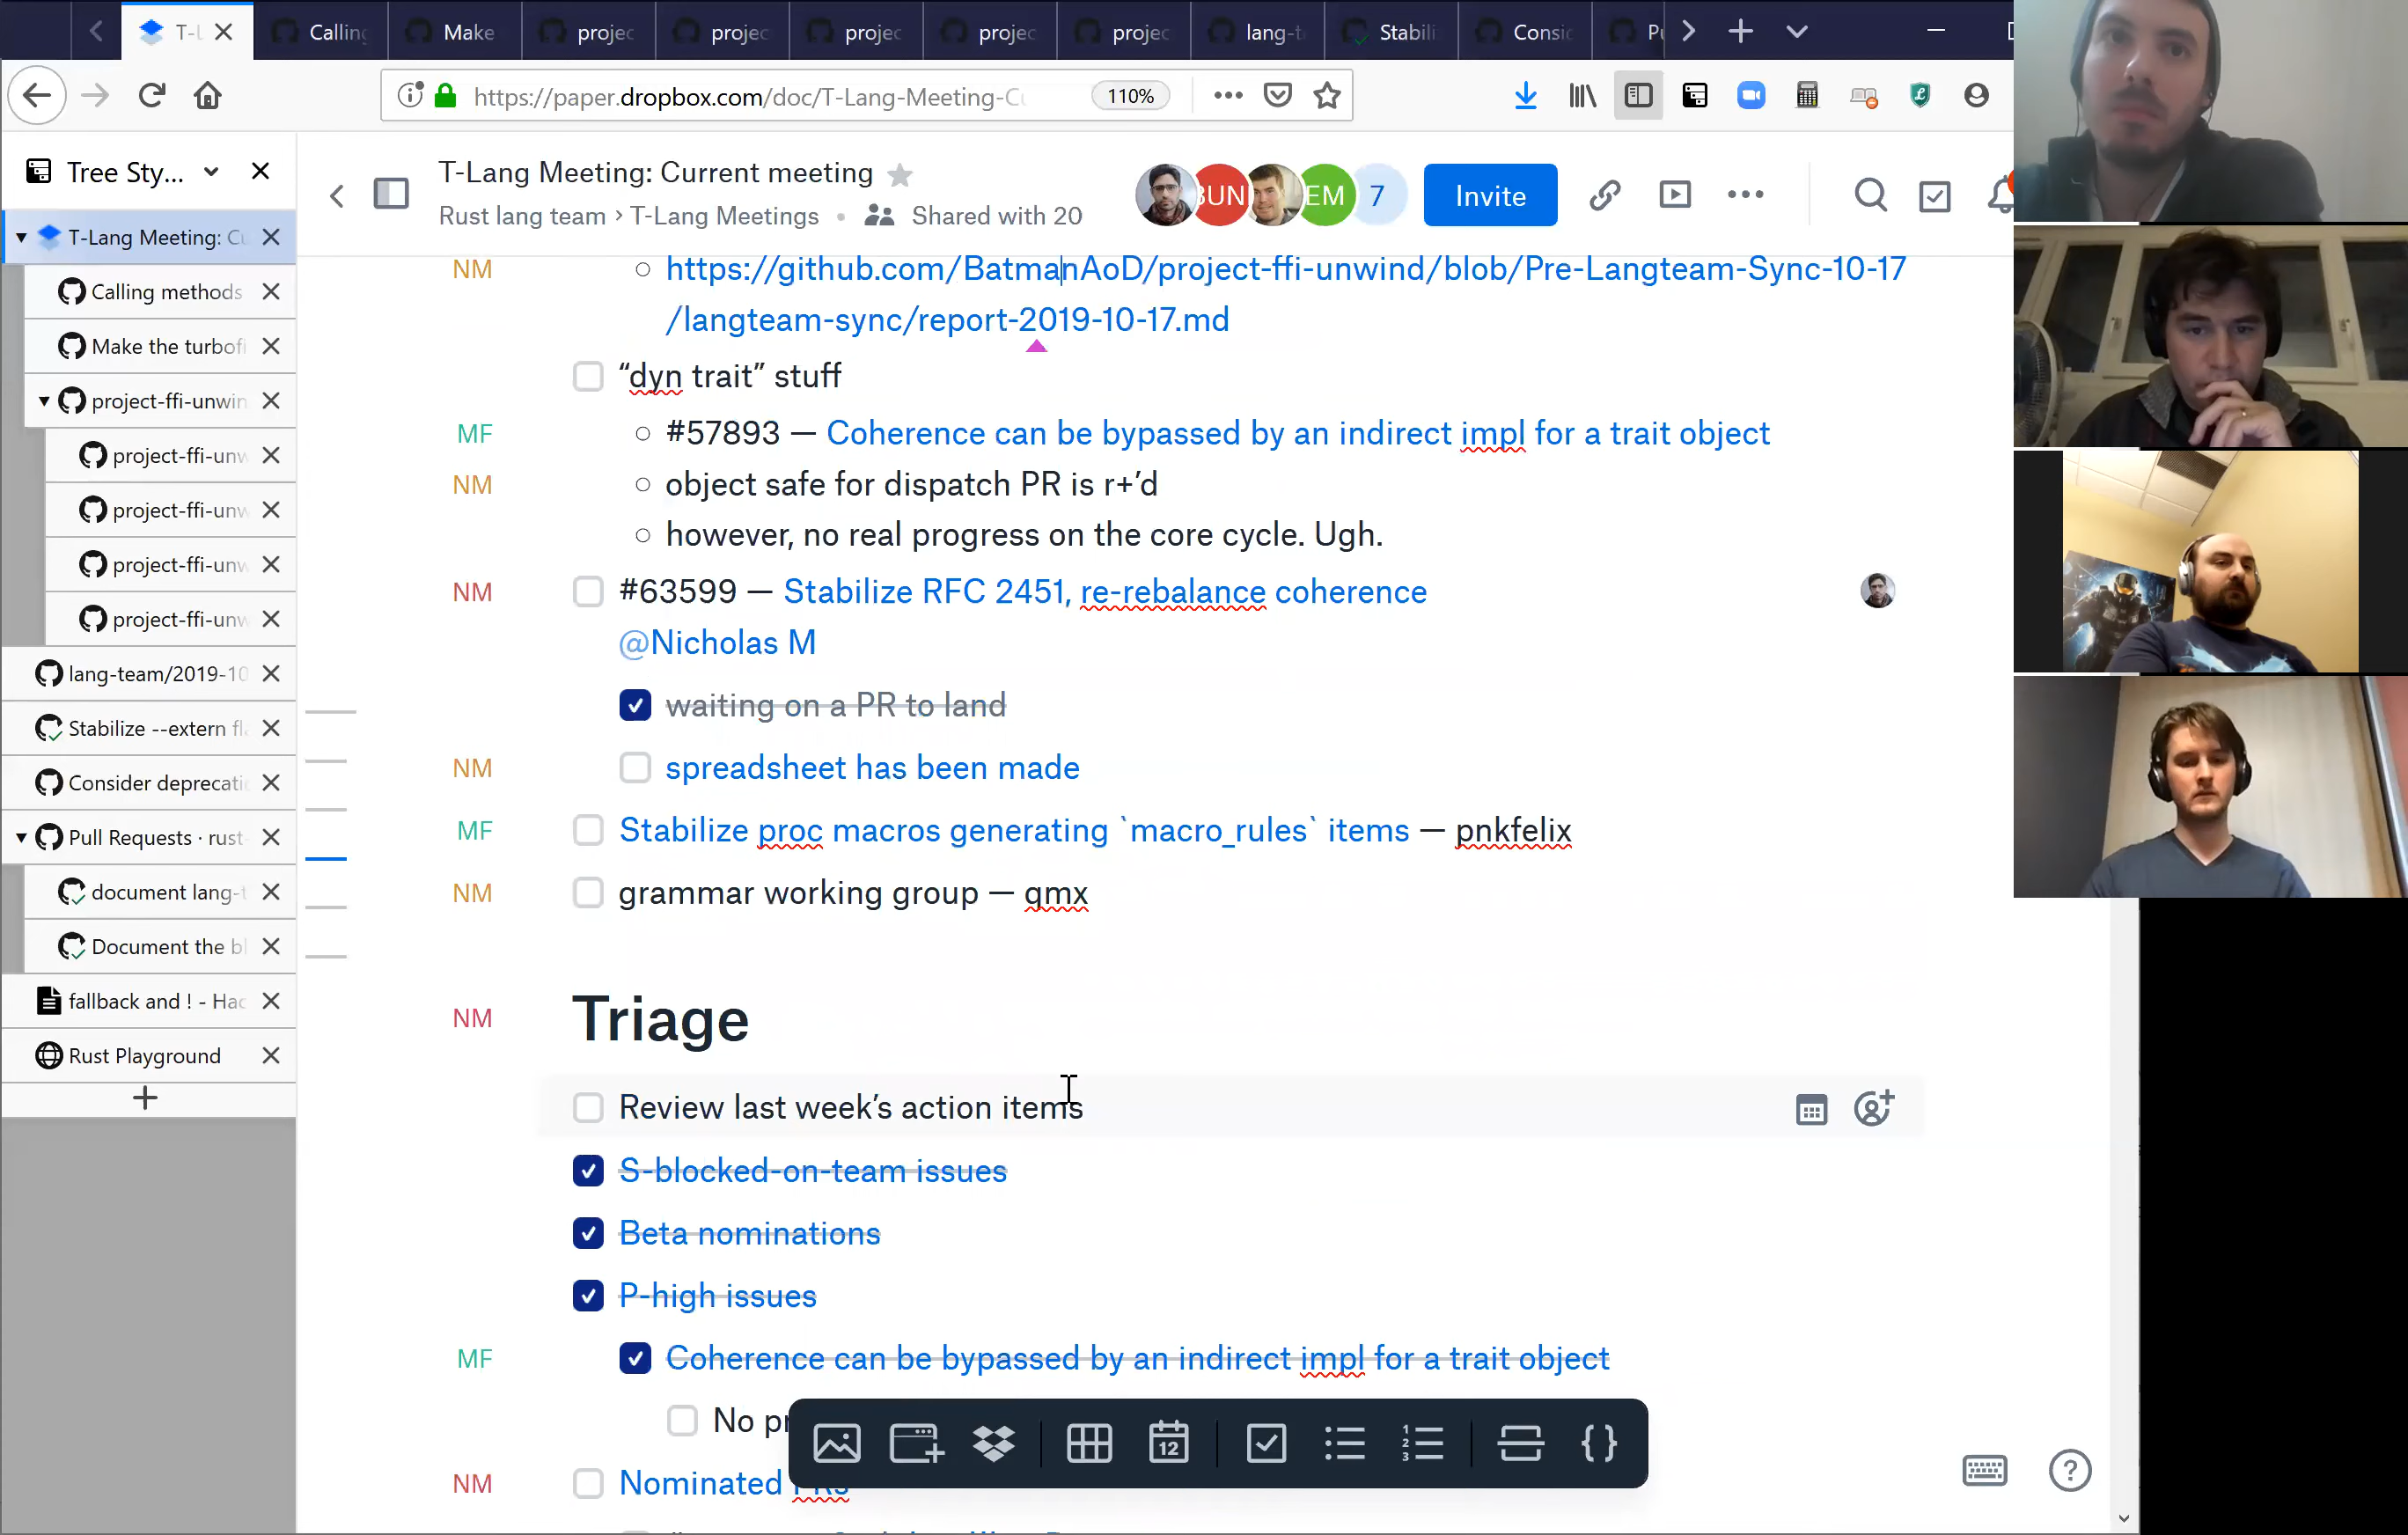 T-L
Calling
Make
projec
projec
projec
projec
projec
lang-t
Stabili
Consi
https://paper.dropbox.com/doc/T-Lang-Meeting-Cu
110%
Tree Sty...
T-Lang Meeting: Cu
Calling methods
Make the turbofi
project-ffi-unwin
project-ffi-unw
project-ffi-unw
project-ffi-unw
project-ffi-unw
lang-team/2019-10
Stabilize --extern fl
Consider deprecati
Pull Requests · rust-
document lang-t
Document the bl
fallback and ! - Hac
Rust Playground
T-Lang Meeting: Current meeting
Rust lang team › T-Lang Meetings • Shared with 20
BUN
EM
7
Invite
NM
https://github.com/BatmanAoD/project-ffi-unwind/blob/Pre-Langteam-Sync-10-17
/langteam-sync/report-2019-10-17.md
“dyn trait” stuff
MF #57893 — Coherence can be bypassed by an indirect impl for a trait object
NM object safe for dispatch PR is r+’d
however, no real progress on the core cycle. Ugh.
NM #63599 — Stabilize RFC 2451, re-rebalance coherence
@Nicholas M
waiting on a PR to land
NM spreadsheet has been made
MF Stabilize proc macros generating `macro_rules` items — pnkfelix
NM grammar working group — qmx
NM Triage
Review last week’s action items
S-blocked-on-team issues
Beta nominations
P-high issues
MF Coherence can be bypassed by an indirect impl for a trait object
No pr
12
NM Nominated PRs